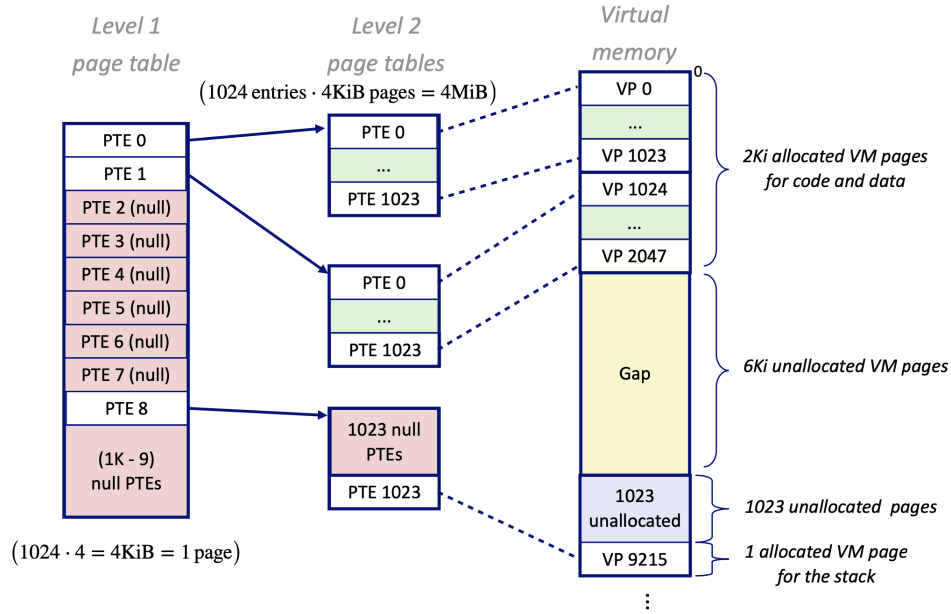 Level 1
page table
Level 2
page tables
Virtual
memory
(1024 entries · 4KiB pages = 4MiB)
PTE 0
PTE 1
PTE 2 (null)
PTE 3 (null)
PTE 4 (null)
PTE 5 (null)
PTE 6 (null)
PTE 7 (null)
PTE 8
(1K - 9)
null PTEs
(1024 · 4 = 4KiB = 1 page)
PTE 0
...
PTE 1023
PTE 0
...
PTE 1023
1023 null
PTEs
PTE 1023
0
VP 0
...
VP 1023
VP 1024
...
VP 2047
Gap
1023
unallocated
VP 9215
...
2Ki allocated VM pages
for code and data
6Ki unallocated VM pages
1023 unallocated pages
1 allocated VM page
for the stack